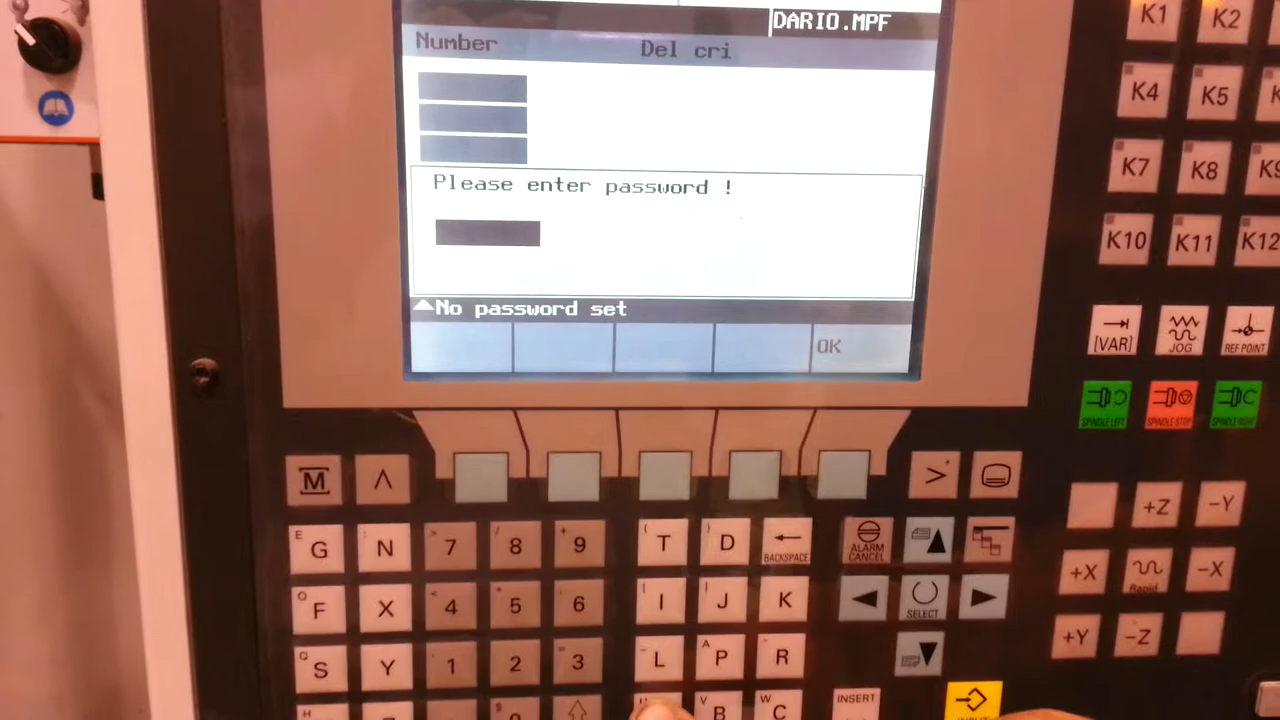 DARIO.MPF
Number Del cri
Please enter password !
No password set
OK
K1 K2
K4 K5
K7 K8 K9
K10 K11 K12
[VAR] JOG REF POINT
SPINDLE LEFT SPINDLE STOP SPINDLE RIGHT
M
E G N 7 8 + 9 ( T ) D BACKSPACE ALARM CANCEL
+Z -Y
O F X 4 5 6 I J K SELECT
+X Rapid -X
Q S Y 1 2 3 L A P R
+Y -Z
H V B W C INSERT INPUT